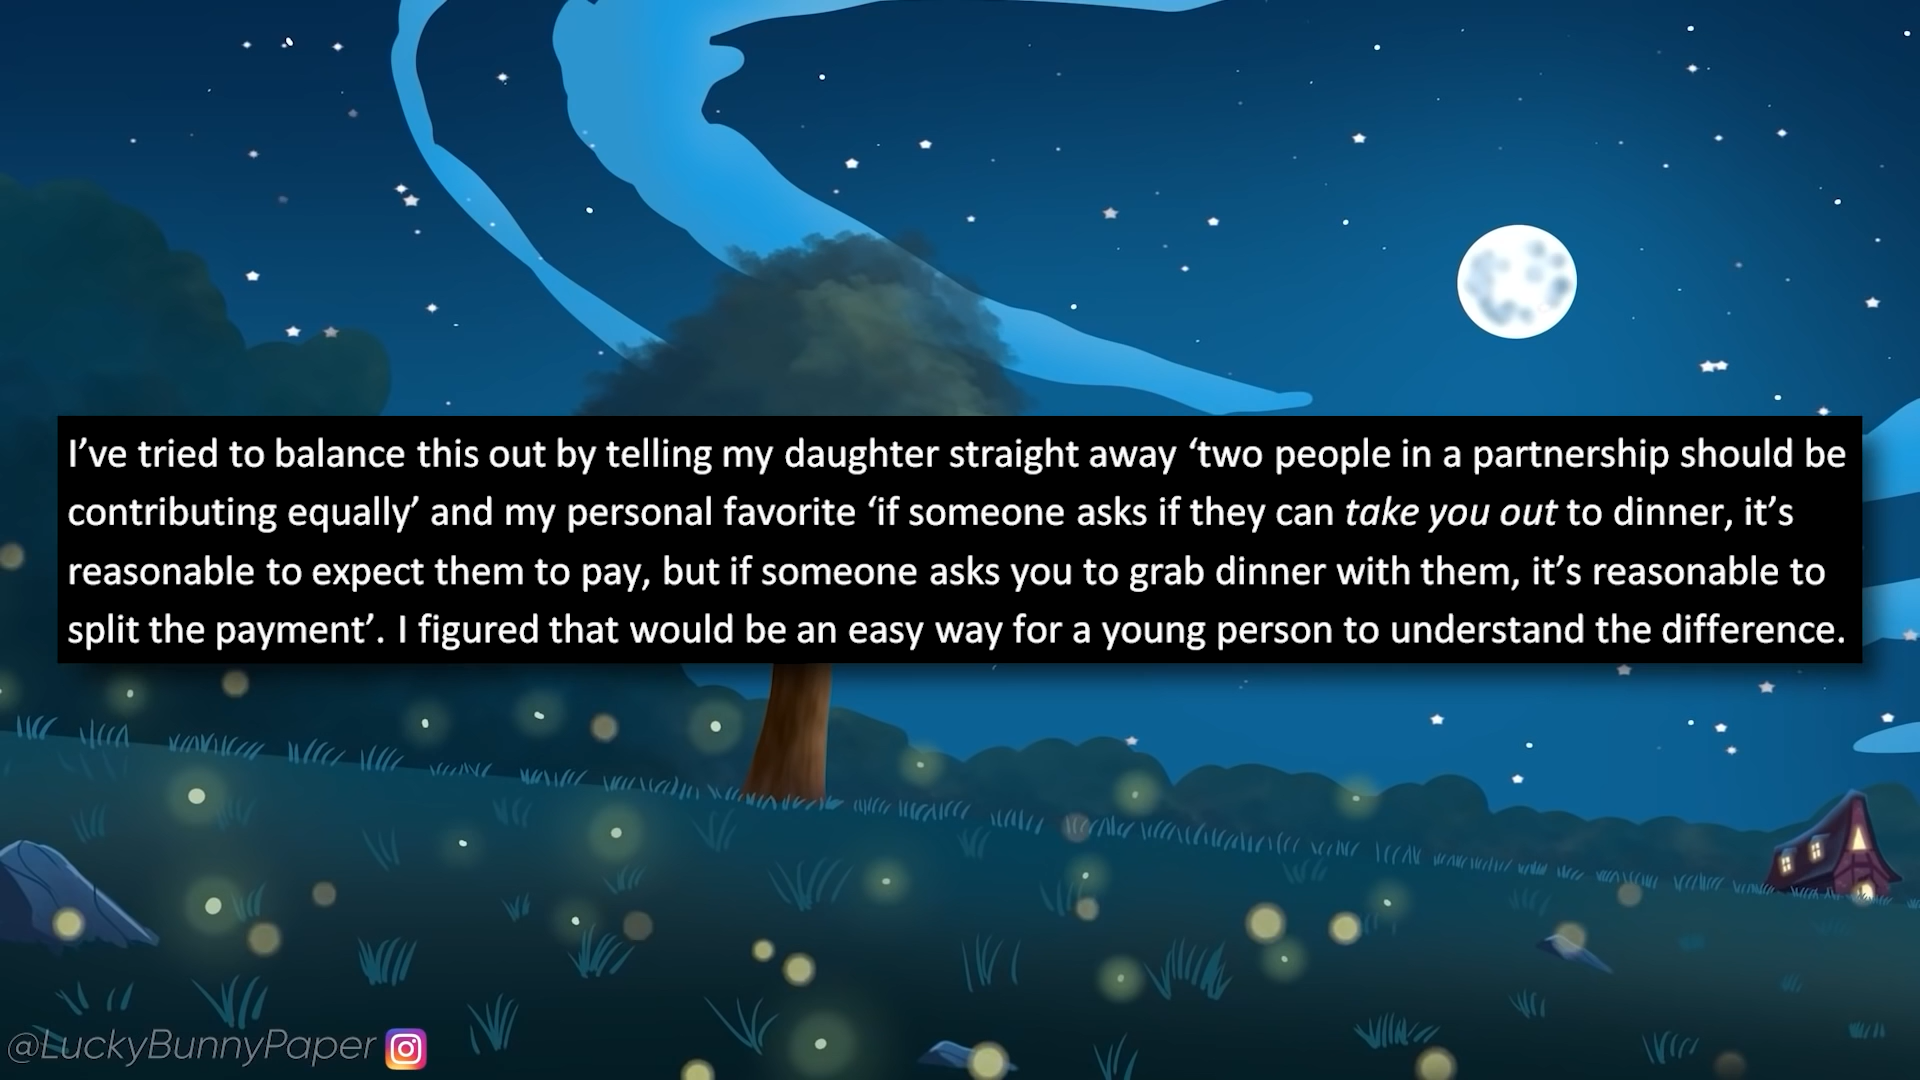 I’ve tried to balance this out by telling my daughter straight away ‘two people in a partnership should be
contributing equally’ and my personal favorite ‘if someone asks if they can take you out to dinner, it’s
reasonable to expect them to pay, but if someone asks you to grab dinner with them, it’s reasonable to
split the payment’. I figured that would be an easy way for a young person to understand the difference.
@LuckyBunnyPaper